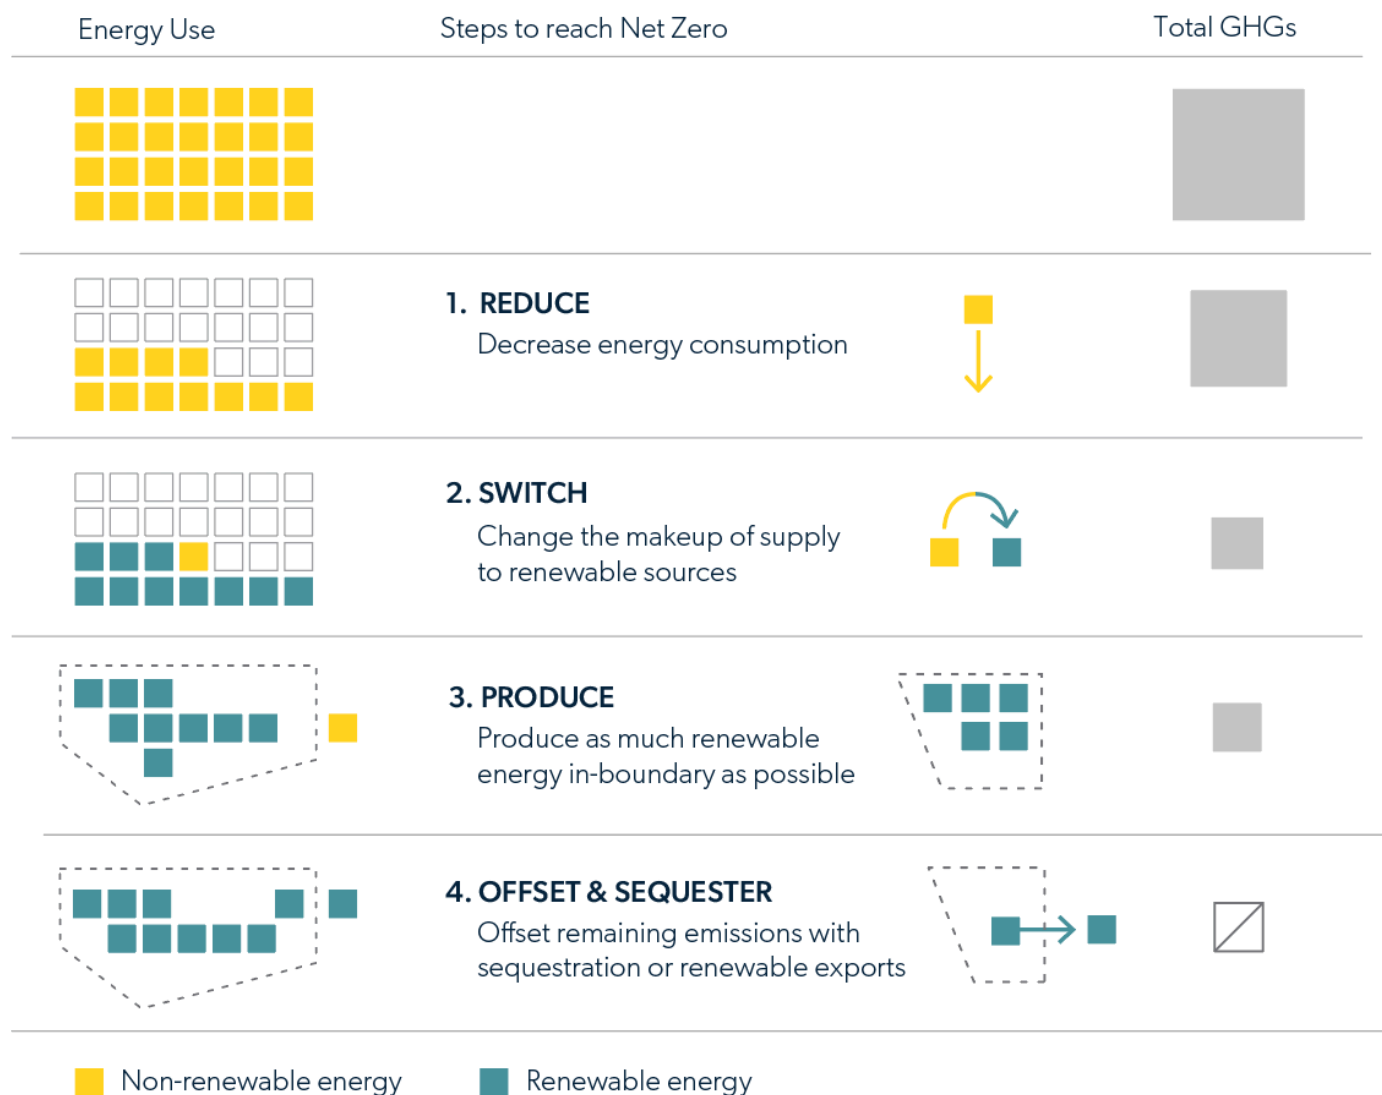 Energy Use
Steps to reach Net Zero
Total GHGs
1. REDUCE
Decrease energy consumption
2. SWITCH
Change the makeup of supply
to renewable sources
3. PRODUCE
Produce as much renewable
energy in-boundary as possible
4. OFFSET & SEQUESTER
Offset remaining emissions with
sequestration or renewable exports
Non-renewable energy
Renewable energy